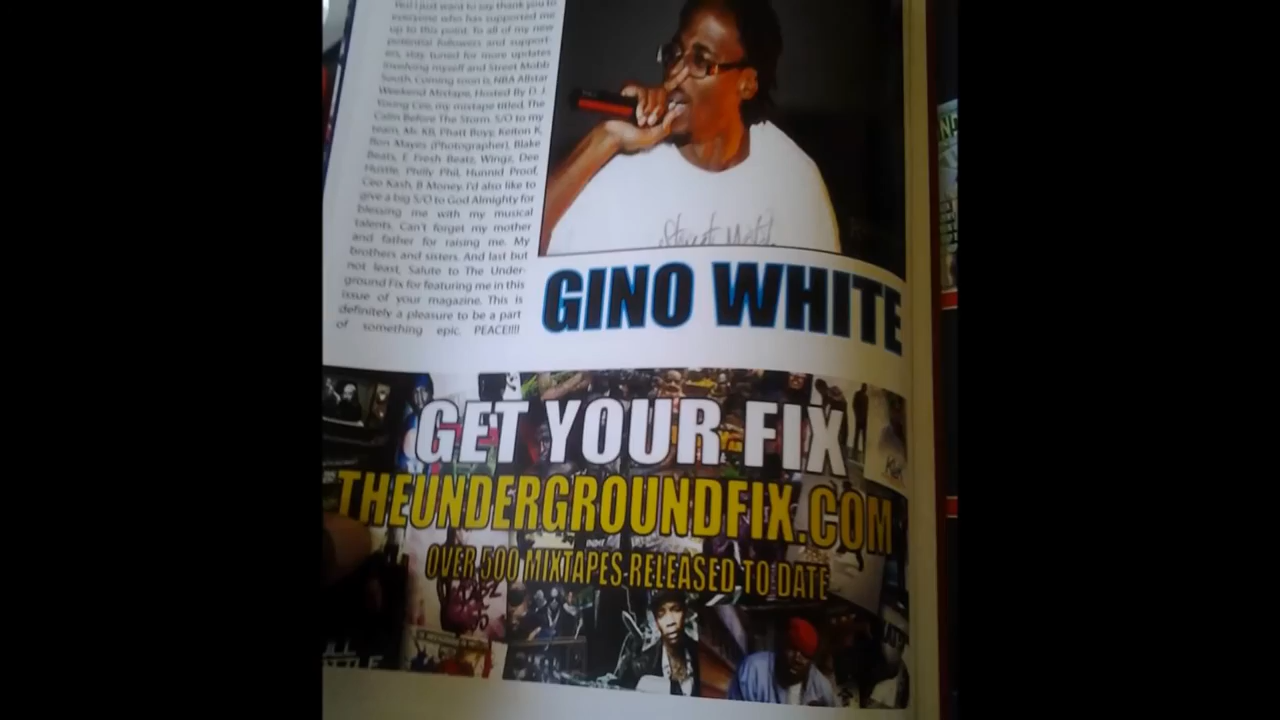 Yes! I just want to say thank you to
everyone who has supported me
up to this point. To all of my new
potential followers and support-
ers, stay tuned for more updates
involving myself and Street Mobb
South. Coming soon is, NBA Allstar
Weekend Mixtape, Hosted By D.J.
Young Cee, my mixtape titled, The
Calm Before The Storm. S/O to my
team, Mr. KB, Phatt Boyy, Kelton K,
Ron Mayes (Photographer), Blake
Beats, E Fresh Beatz, Wingz, Dee
Hustle, Philly Phil, Hunnid Proof,
Ceo Kash, B Money. I'd also like to
give a big S/O to God Almighty for
blessing me with my musical
talents. Can't forget my mother
and father for raising me. My
brothers and sisters. And last but
not least, Salute to The Under-
ground Fix for featuring me in this
issue of your magazine. This is
definitely a pleasure to be a part
of something epic. PEACE!!!!
Street
GINO WHITE
GET YOUR FIX
THEUNDERGROUNDFIX.COM
OVER 500 MIXTAPES RELEASED TO DATE